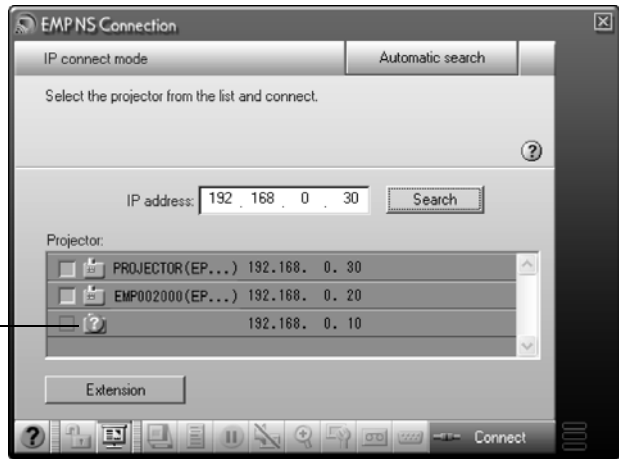 EMP NS Connection
IP connect mode Automatic search
Select the projector from the list and connect.
?
IP address: 192 . 168 . 0 . 30 Search
Projector:
PROJECTOR(EP...) 192.168. 0. 30
EMP002000(EP...) 192.168. 0. 20
? 192.168. 0. 10
Extension
? Connect